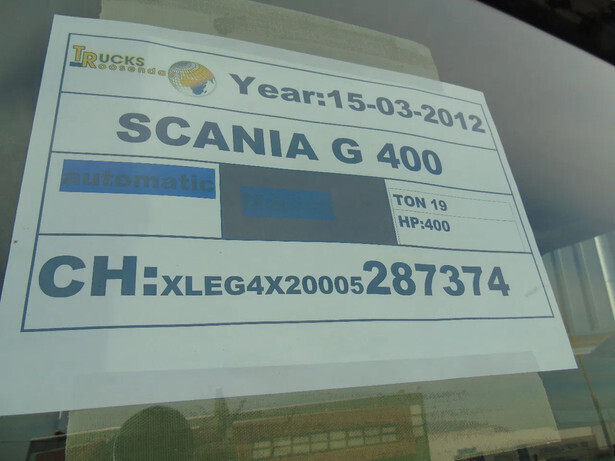 TRUCKS
Roosendaal
Year:15-03-2012
SCANIA G 400
automatic
TON 19
HP:400
CH:XLEG4X20005287374